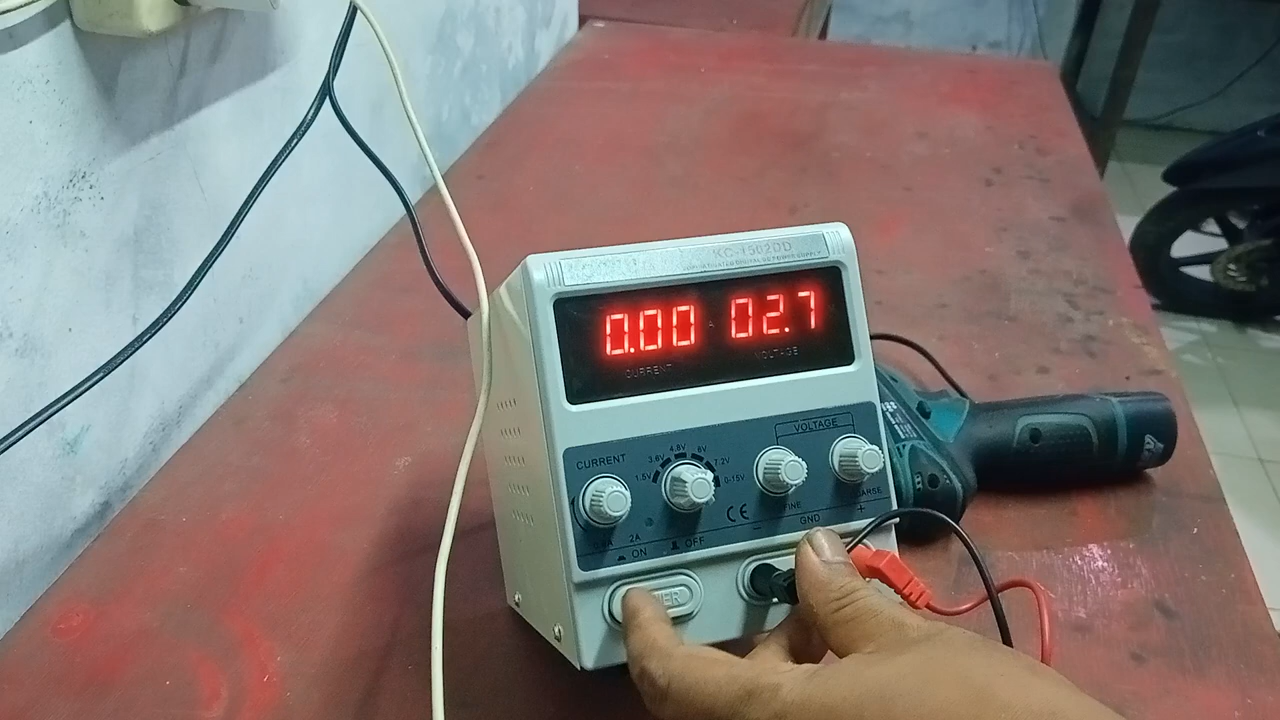 KC-1502DD
0.00 A 02.7
CURRENT VOLTAGE
VOLTAGE
CURRENT
1.5V 3.6V 4.8V 6V 7.2V 0-15V
CE
FINE
COARSE
2A
- GND +
ON OFF
POWER